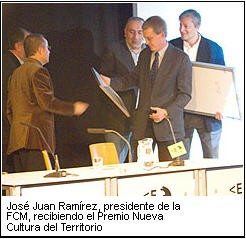 José Juan Ramírez, presidente de la
FCM, recibiendo el Premio Nueva
Cultura del Territorio